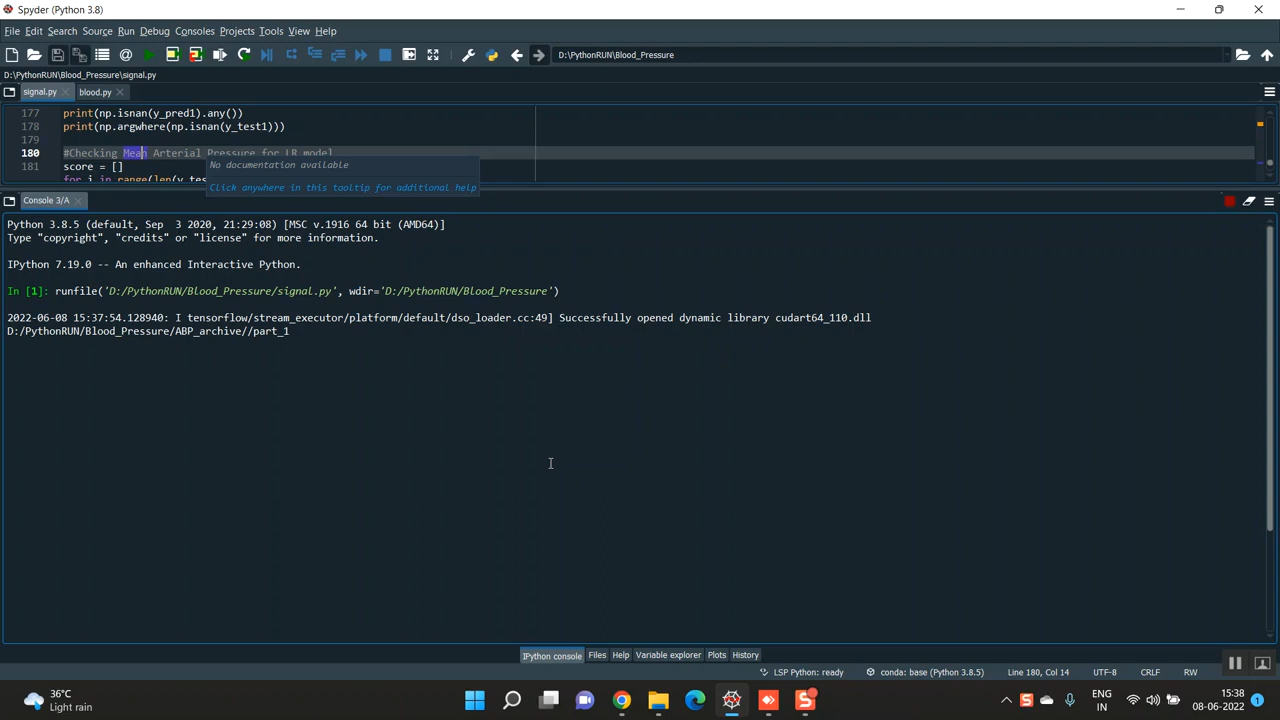 Spyder (Python 3.8)
File Edit Search Source Run Debug Consoles Projects Tools View Help
D:\PythonRUN\Blood_Pressure
D:\PythonRUN\Blood_Pressure\signal.py
signal.py blood.py
177 print(np.isnan(y_pred1).any())
178 print(np.argwhere(np.isnan(y_test1)))
179
180 #Checking Mean Arterial Pressure for LR model
No documentation available
181 score = []
for i in range(len(y_tes
Click anywhere in this tooltip for additional help
Console 3/A
Python 3.8.5 (default, Sep 3 2020, 21:29:08) [MSC v.1916 64 bit (AMD64)]
Type "copyright", "credits" or "license" for more information.
IPython 7.19.0 -- An enhanced Interactive Python.
In [1]: runfile('D:/PythonRUN/Blood_Pressure/signal.py', wdir='D:/PythonRUN/Blood_Pressure')
2022-06-08 15:37:54.128940: I tensorflow/stream_executor/platform/default/dso_loader.cc:49] Successfully opened dynamic library cudart64_110.dll
D:/PythonRUN/Blood_Pressure/ABP_archive//part_1
IPython console Files Help Variable explorer Plots History
LSP Python: ready conda: base (Python 3.8.5) Line 180, Col 14 UTF-8 CRLF RW
36°C
Light rain
ENG
IN
15:38
08-06-2022
1